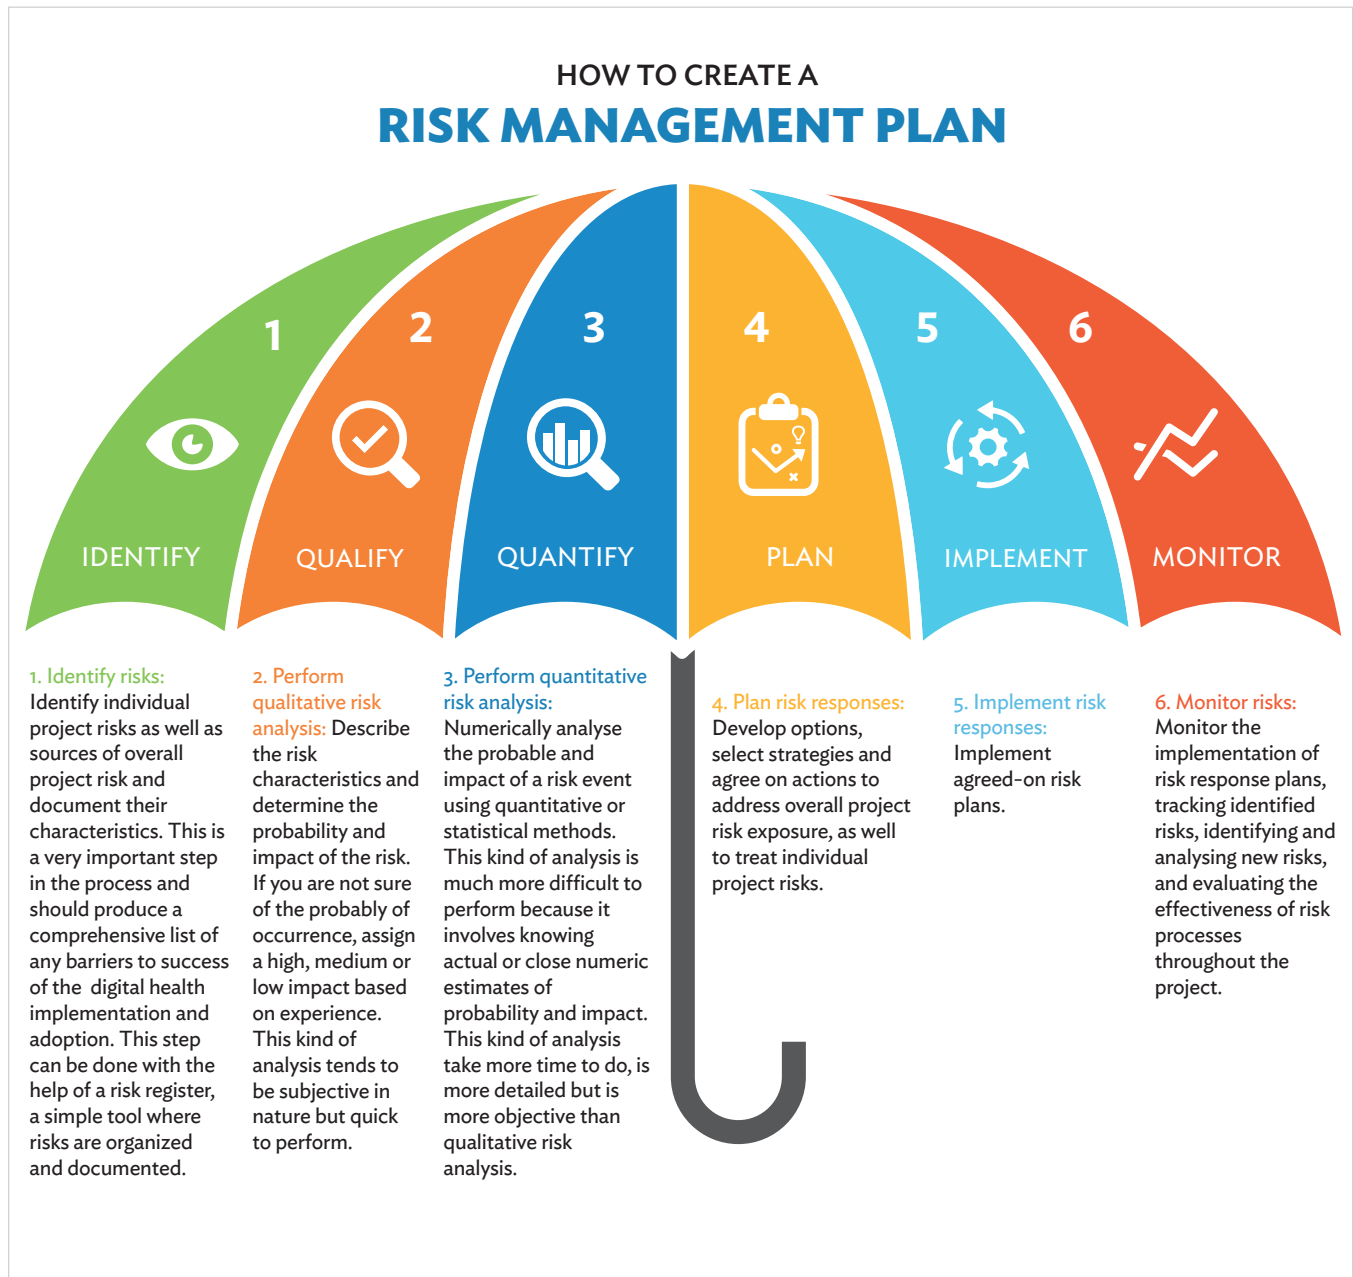 HOW TO CREATE A
RISK MANAGEMENT PLAN
1
2
3
4
5
6
IDENTIFY
QUALIFY
QUANTIFY
PLAN
IMPLEMENT
MONITOR
1. Identify risks:
Identify individual
project risks as well as
sources of overall
project risk and
document their
characteristics. This is
a very important step
in the process and
should produce a
comprehensive list of
any barriers to success
of the digital health
implementation and
adoption. This step
can be done with the
help of a risk register,
a simple tool where
risks are organized
and documented.
2. Perform
qualitative risk
analysis: Describe
the risk
characteristics and
determine the
probability and
impact of the risk.
If you are not sure
of the probably of
occurrence, assign
a high, medium or
low impact based
on experience.
This kind of
analysis tends to
be subjective in
nature but quick
to perform.
3. Perform quantitative
risk analysis:
Numerically analyse
the probable and
impact of a risk event
using quantitative or
statistical methods.
This kind of analysis is
much more difficult to
perform because it
involves knowing
actual or close numeric
estimates of
probability and impact.
This kind of analysis
take more time to do, is
more detailed but is
more objective than
qualitative risk
analysis.
4. Plan risk responses:
Develop options,
select strategies and
agree on actions to
address overall project
risk exposure, as well
to treat individual
project risks.
5. Implement risk
responses:
Implement
agreed-on risk
plans.
6. Monitor risks:
Monitor the
implementation of
risk response plans,
tracking identified
risks, identifying and
analysing new risks,
and evaluating the
effectiveness of risk
processes
throughout the
project.